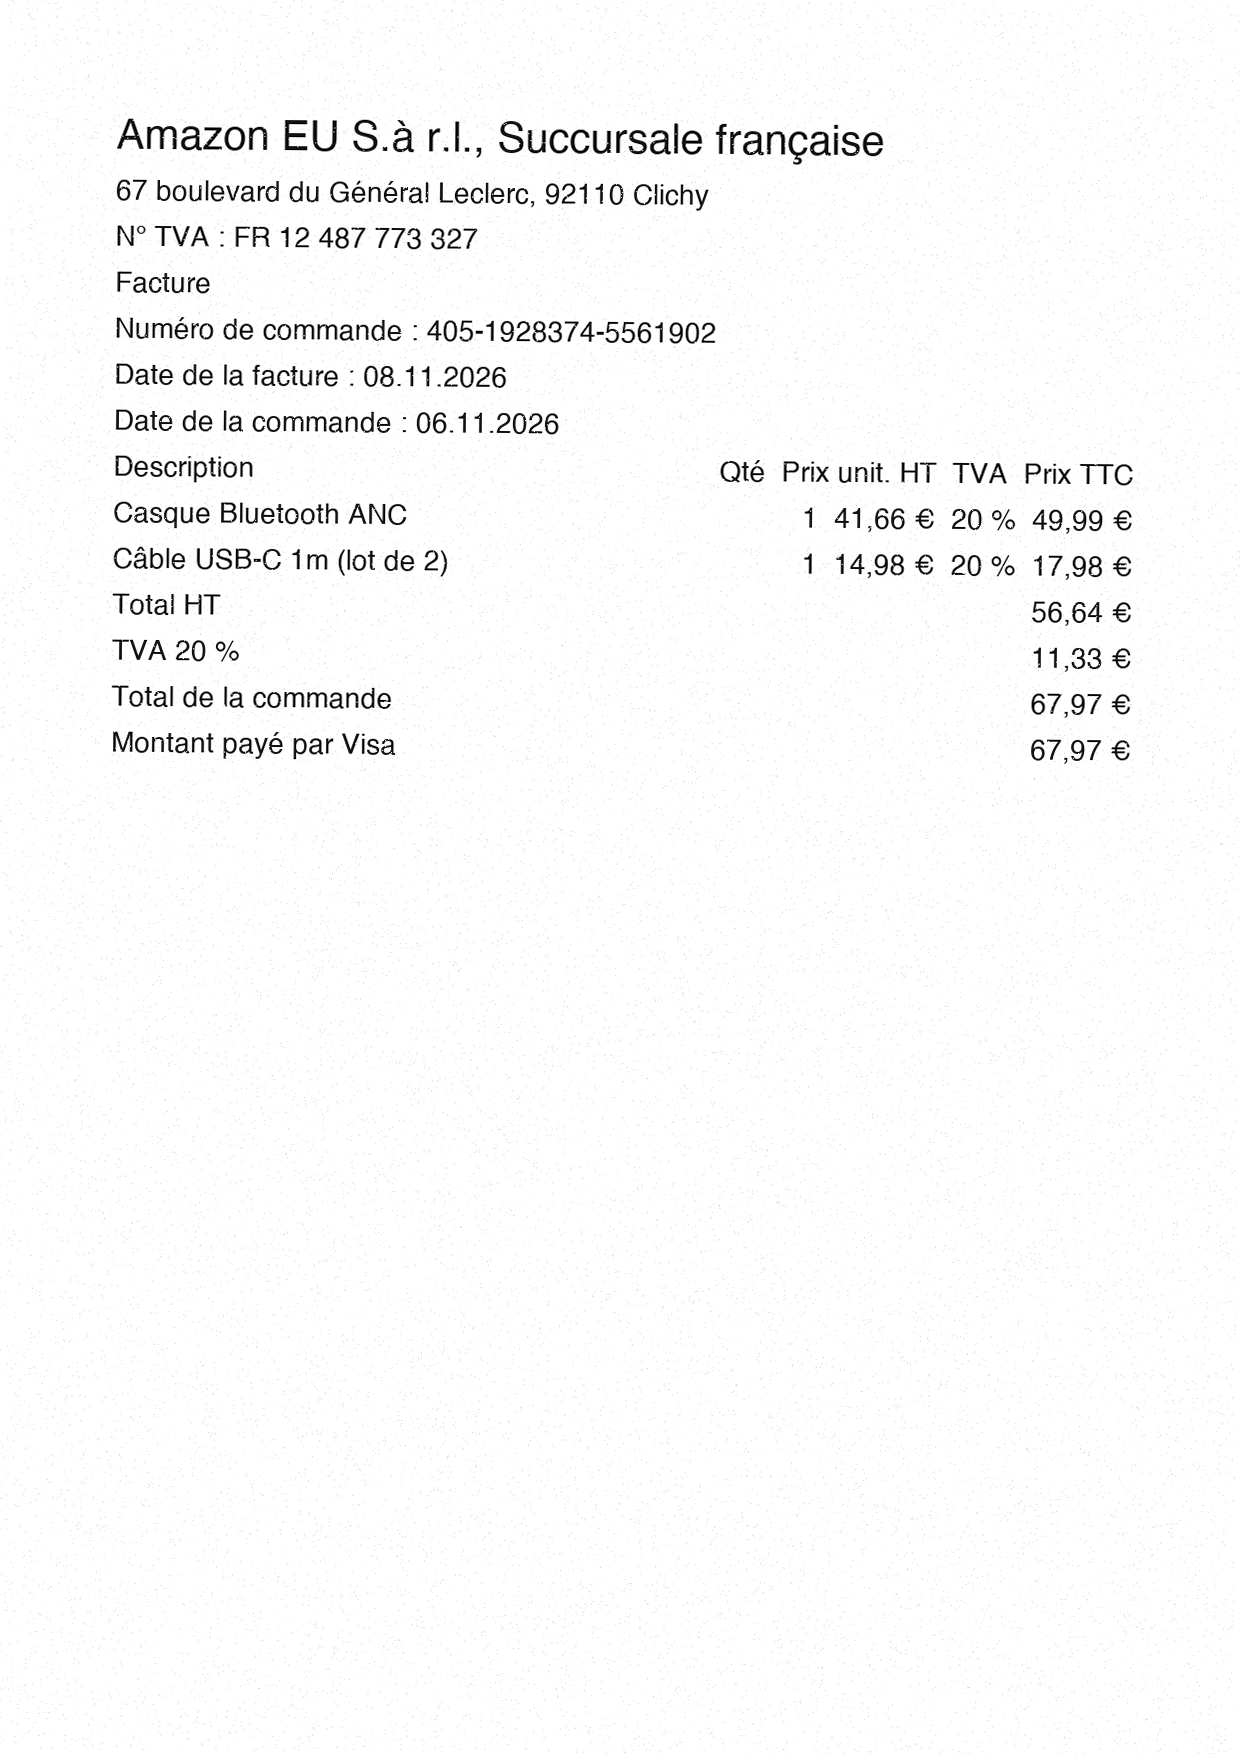 Amazon EU S.à r.l., Succursale française
67 boulevard du Général Leclerc, 92110 Clichy
N° TVA : FR 12 487 773 327
Facture
Numéro de commande : 405-1928374-5561902
Date de la facture : 08.11.2026
Date de la commande : 06.11.2026
Description Qté Prix unit. HT TVA Prix TTC
Casque Bluetooth ANC 1 41,66 € 20 % 49,99 €
Câble USB-C 1m (lot de 2) 1 14,98 € 20 % 17,98 €
Total HT 56,64 €
TVA 20 % 11,33 €
Total de la commande 67,97 €
Montant payé par Visa 67,97 €